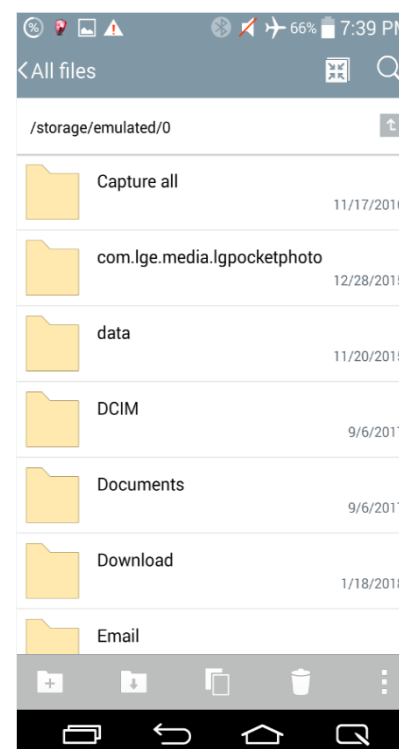 66% 7:39 PM
All files
/storage/emulated/0
Capture all
11/17/2016
com.lge.media.lgpocketphoto
12/28/2015
data
11/20/2015
DCIM
9/6/2017
Documents
9/6/2017
Download
1/18/2018
Email